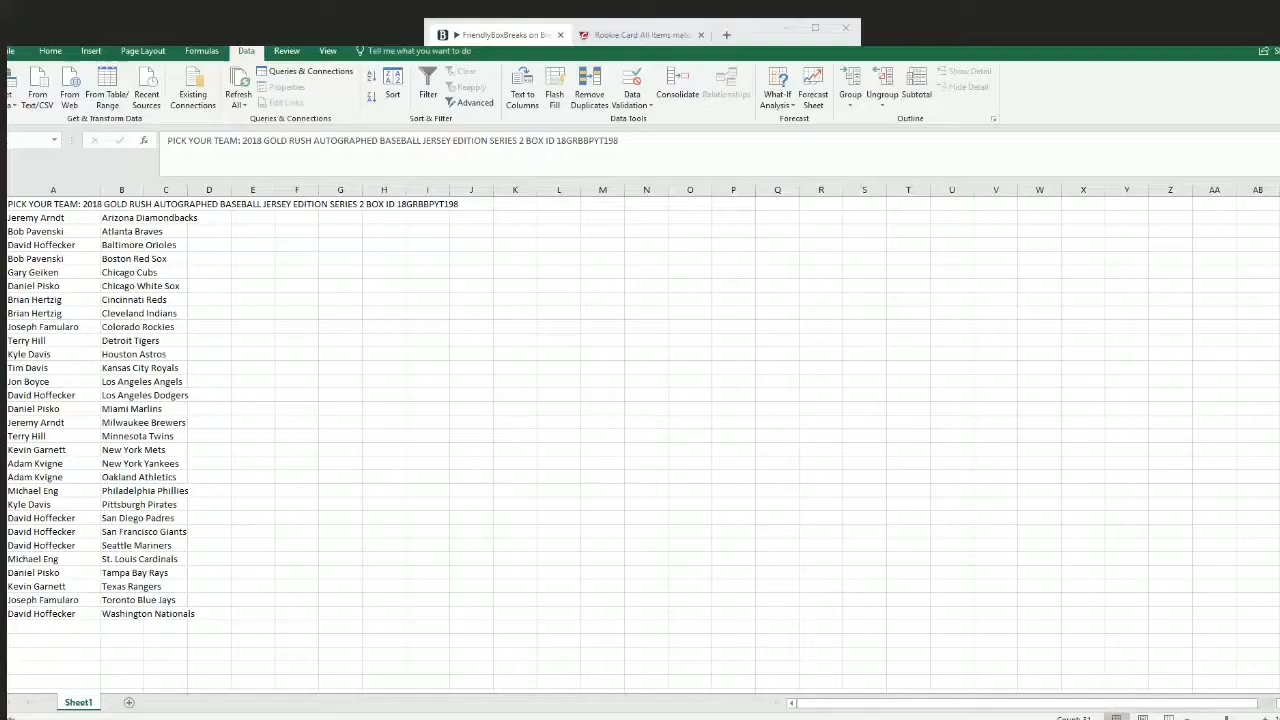 FriendlyBoxBreaks on Br
Rookie Card All Items matc
Home Insert Page Layout Formulas Data Review View Tell me what you want to do
From Text/CSV
From Web
From Table/ Range
Recent Sources
Existing Connections
Refresh All
Queries & Connections
Properties
Edit Links
Sort
Filter
Clear
Reapply
Advanced
Text to Columns
Flash Fill
Remove Duplicates
Data Validation
Consolidate
Relationships
What-If Analysis
Forecast Sheet
Group
Ungroup
Subtotal
Show Detail
Hide Detail
Get & Transform Data Queries & Connections Sort & Filter Data Tools Forecast Outline
fx PICK YOUR TEAM: 2018 GOLD RUSH AUTOGRAPHED BASEBALL JERSEY EDITION SERIES 2 BOX ID 18GRBBPYT198
A B C D E F G H I J K L M N O P Q R S T U V W X Y Z AA AB
PICK YOUR TEAM: 2018 GOLD RUSH AUTOGRAPHED BASEBALL JERSEY EDITION SERIES 2 BOX ID 18GRBBPYT198
Jeremy Arndt Arizona Diamondbacks
Bob Pavenski Atlanta Braves
David Hoffecker Baltimore Orioles
Bob Pavenski Boston Red Sox
Gary Geiken Chicago Cubs
Daniel Pisko Chicago White Sox
Brian Hertzig Cincinnati Reds
Brian Hertzig Cleveland Indians
Joseph Famularo Colorado Rockies
Terry Hill Detroit Tigers
Kyle Davis Houston Astros
Tim Davis Kansas City Royals
Jon Boyce Los Angeles Angels
David Hoffecker Los Angeles Dodgers
Daniel Pisko Miami Marlins
Jeremy Arndt Milwaukee Brewers
Terry Hill Minnesota Twins
Kevin Garnett New York Mets
Adam Kvigne New York Yankees
Adam Kvigne Oakland Athletics
Michael Eng Philadelphia Phillies
Kyle Davis Pittsburgh Pirates
David Hoffecker San Diego Padres
David Hoffecker San Francisco Giants
David Hoffecker Seattle Mariners
Michael Eng St. Louis Cardinals
Daniel Pisko Tampa Bay Rays
Kevin Garnett Texas Rangers
Joseph Famularo Toronto Blue Jays
David Hoffecker Washington Nationals
Sheet1